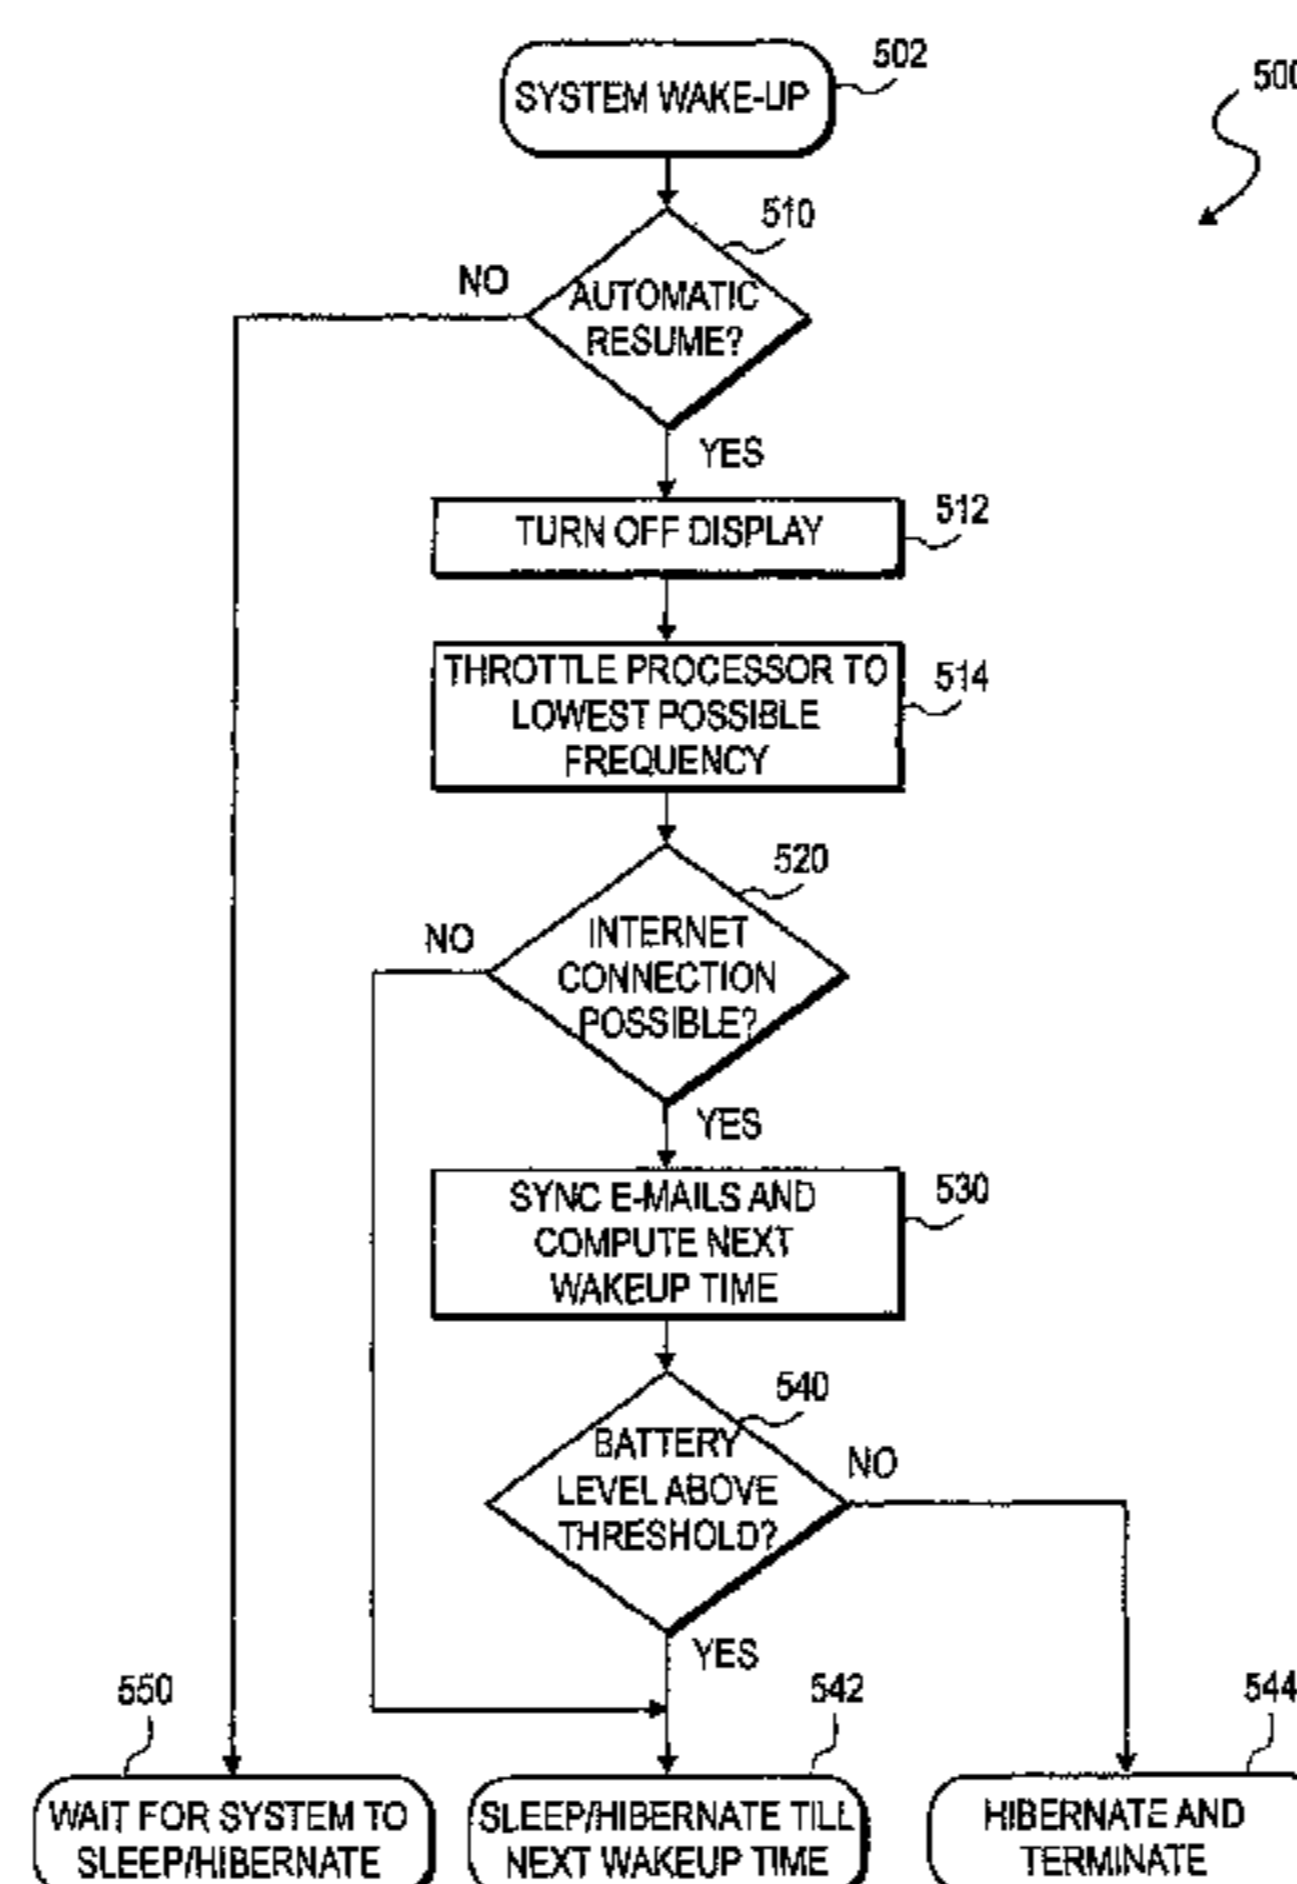 502
500
SYSTEM WAKE-UP
510
NO
AUTOMATIC
RESUME?
YES
512
TURN OFF DISPLAY
514
THROTTLE PROCESSOR TO
LOWEST POSSIBLE
FREQUENCY
520
NO
INTERNET
CONNECTION
POSSIBLE?
YES
530
SYNC E-MAILS AND
COMPUTE NEXT
WAKEUP TIME
540
BATTERY
LEVEL ABOVE
THRESHOLD?
NO
YES
550
542
544
WAIT FOR SYSTEM TO
SLEEP/HIBERNATE
SLEEP/HIBERNATE TILL
NEXT WAKEUP TIME
HIBERNATE AND
TERMINATE